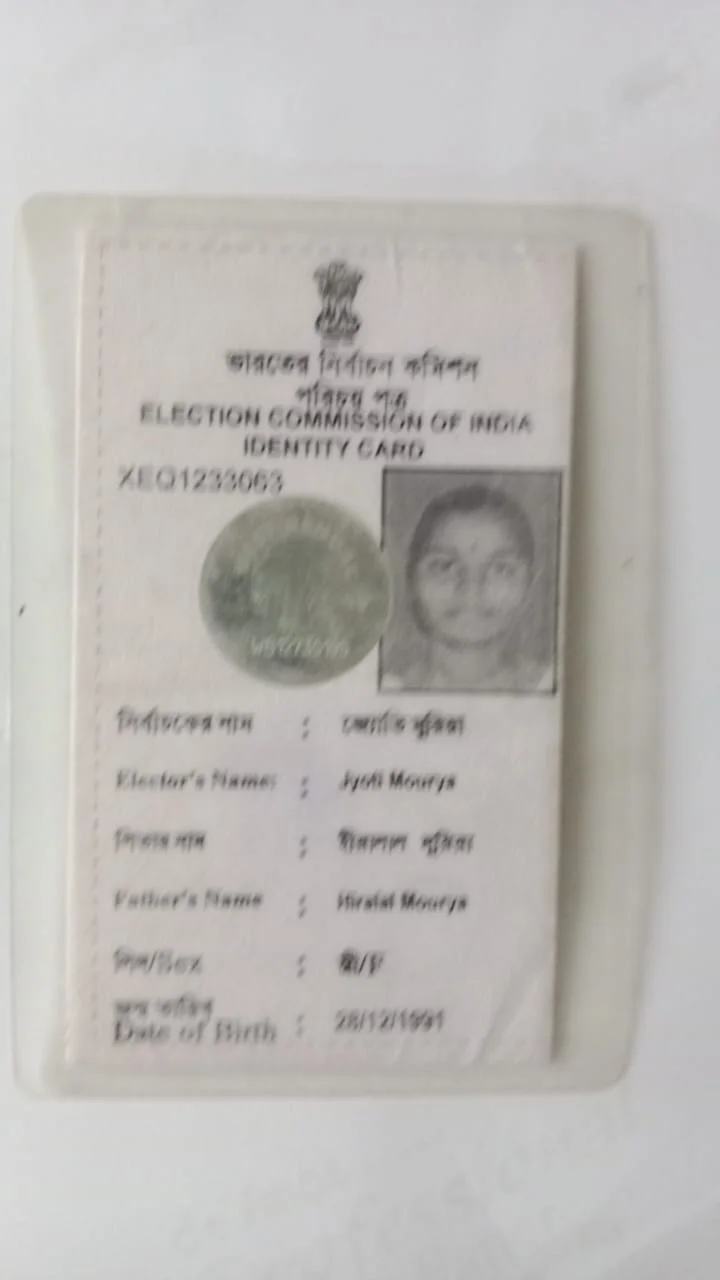 ভারতের নির্বাচন কমিশন
পরিচয় পত্র
ELECTION COMMISSION OF INDIA
IDENTITY CARD
XEQ1233063
নির্বাচকের নাম : জ্যোতি
Elector's Name: : Jyoti Mourya
পিতার নাম : হীরালাল
Father's Name : Hiralal Mourya
লিঙ্গ/Sex : স্ত্রী/F
জন্ম তারিখ
Date of Birth : 28/12/1991